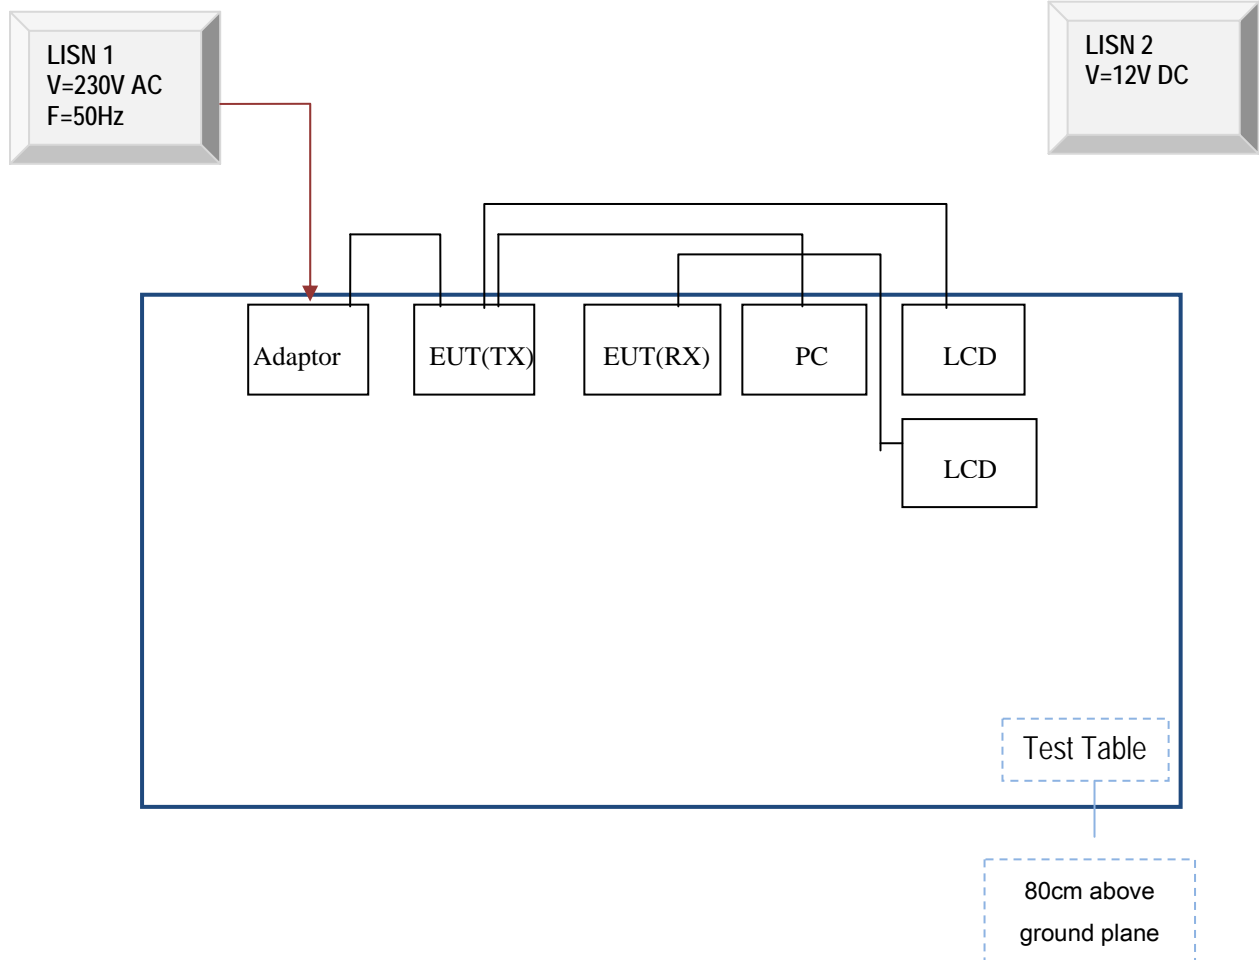 LISN 1
V=230V AC
F=50Hz
LISN 2
V=12V DC
Adaptor
EUT(TX)
EUT(RX)
PC
LCD
LCD
Test Table
80cm above
ground plane